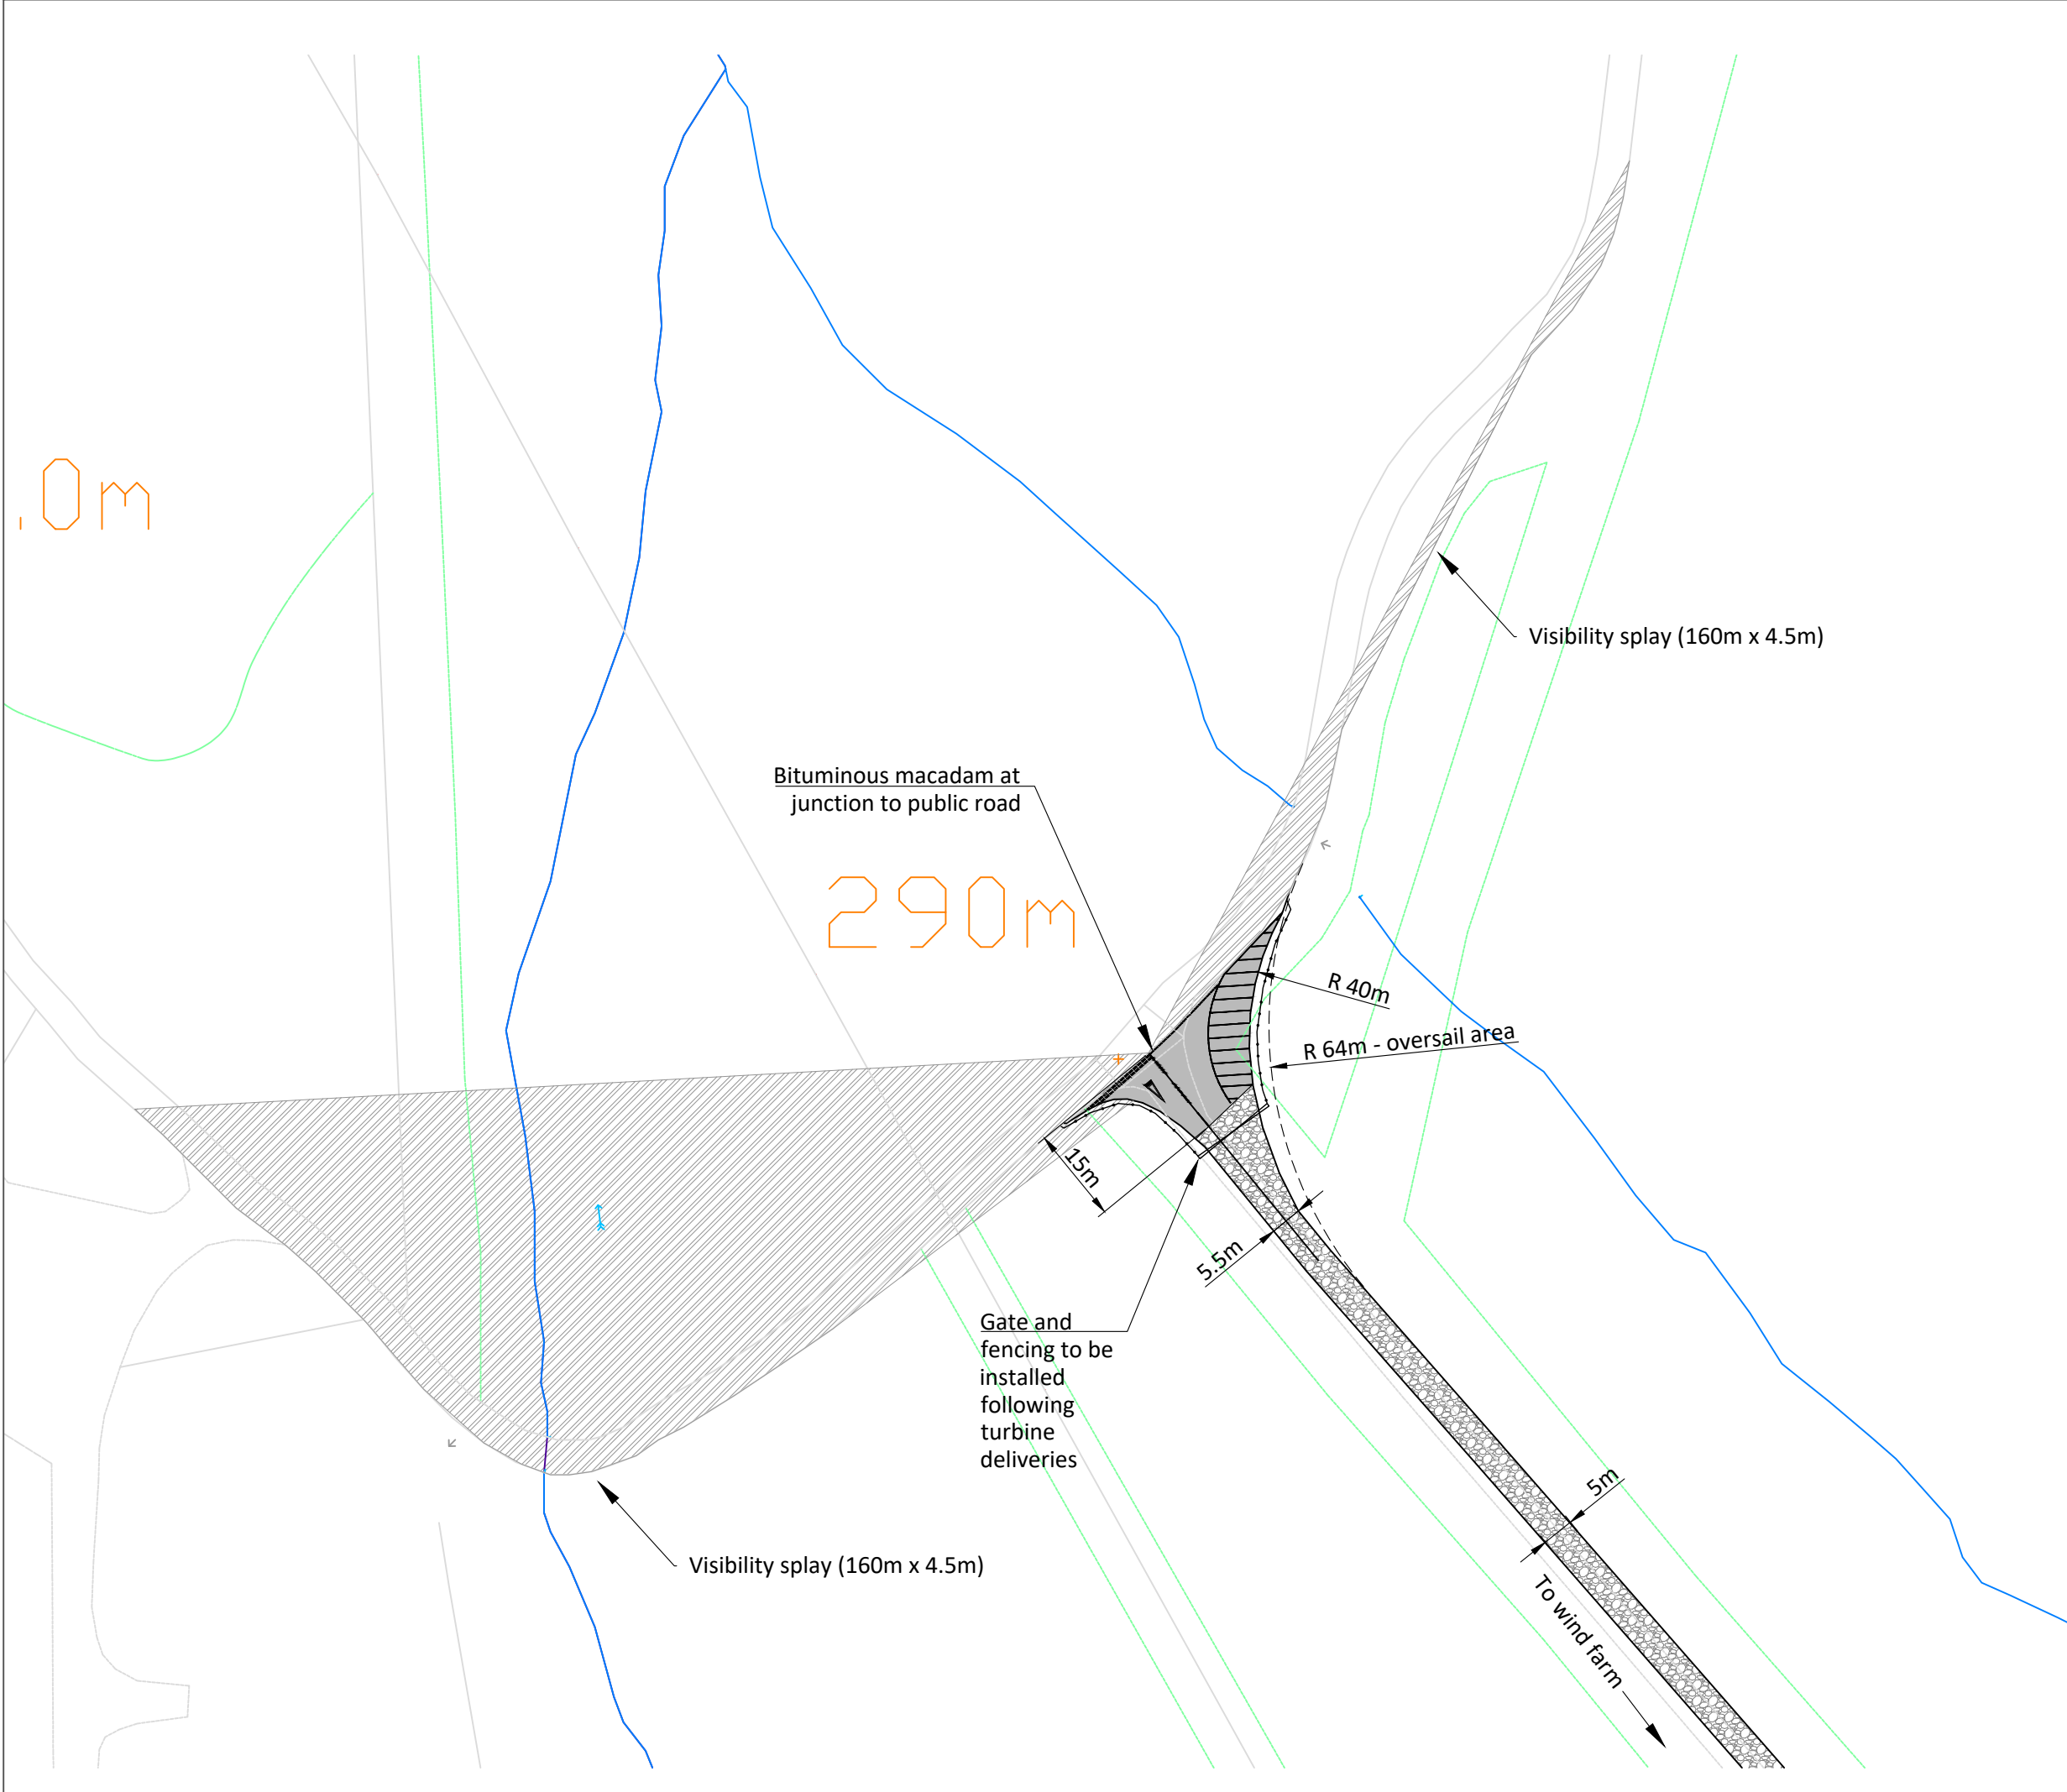 .0m
Visibility splay (160m x 4.5m)
Bituminous macadam at
junction to public road
290m
R 40m
R 64m - oversail area
15m
5.5m
Gate and
fencing to be
installed
following
turbine
deliveries
5m
Visibility splay (160m x 4.5m)
To wind farm